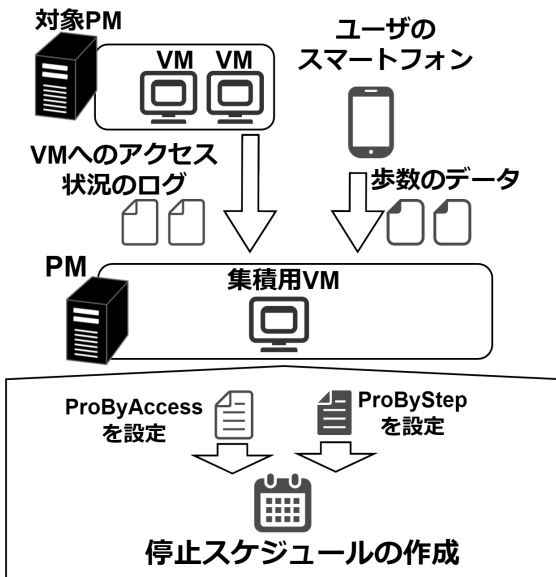 対象PM
VM VM
ユーザの
スマートフォン
VMへのアクセス
状況のログ
歩数のデータ
PM
集積用VM
ProByAccess
を設定
ProByStep
を設定
停止スケジュールの作成